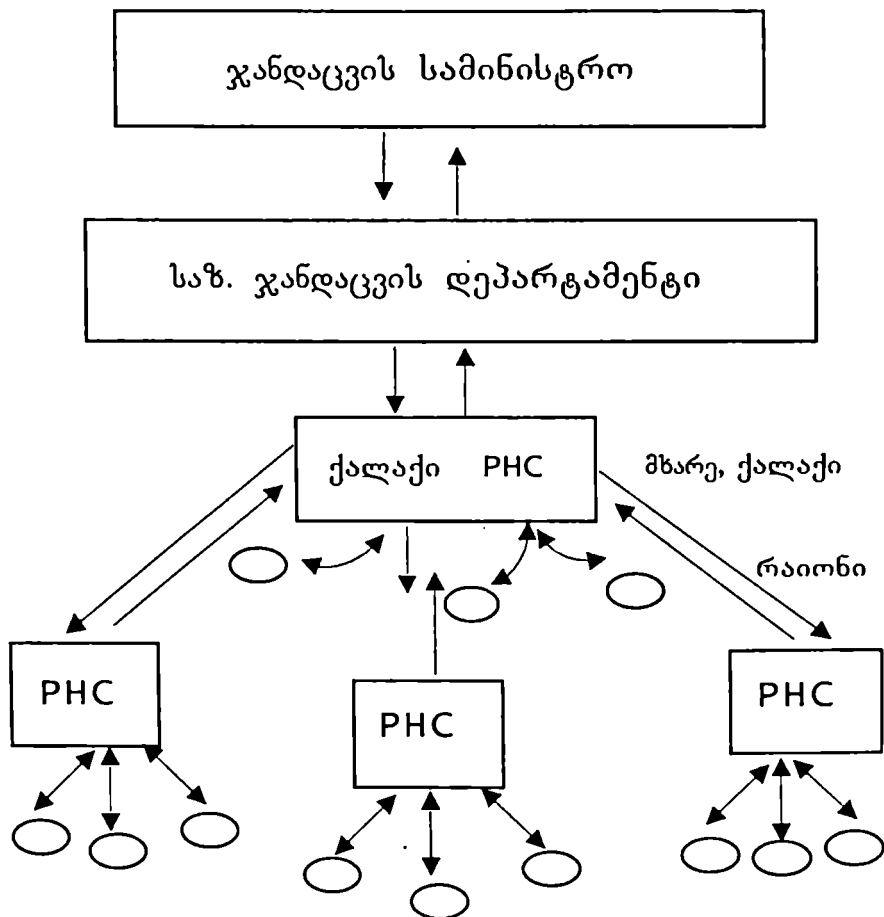 ჯანდაცვის სამინისტრო
საზ. ჯანდაცვის დეპარტამენტი
ქალაქი PHC
მხარე, ქალაქი
რაიონი
PHC
PHC
PHC